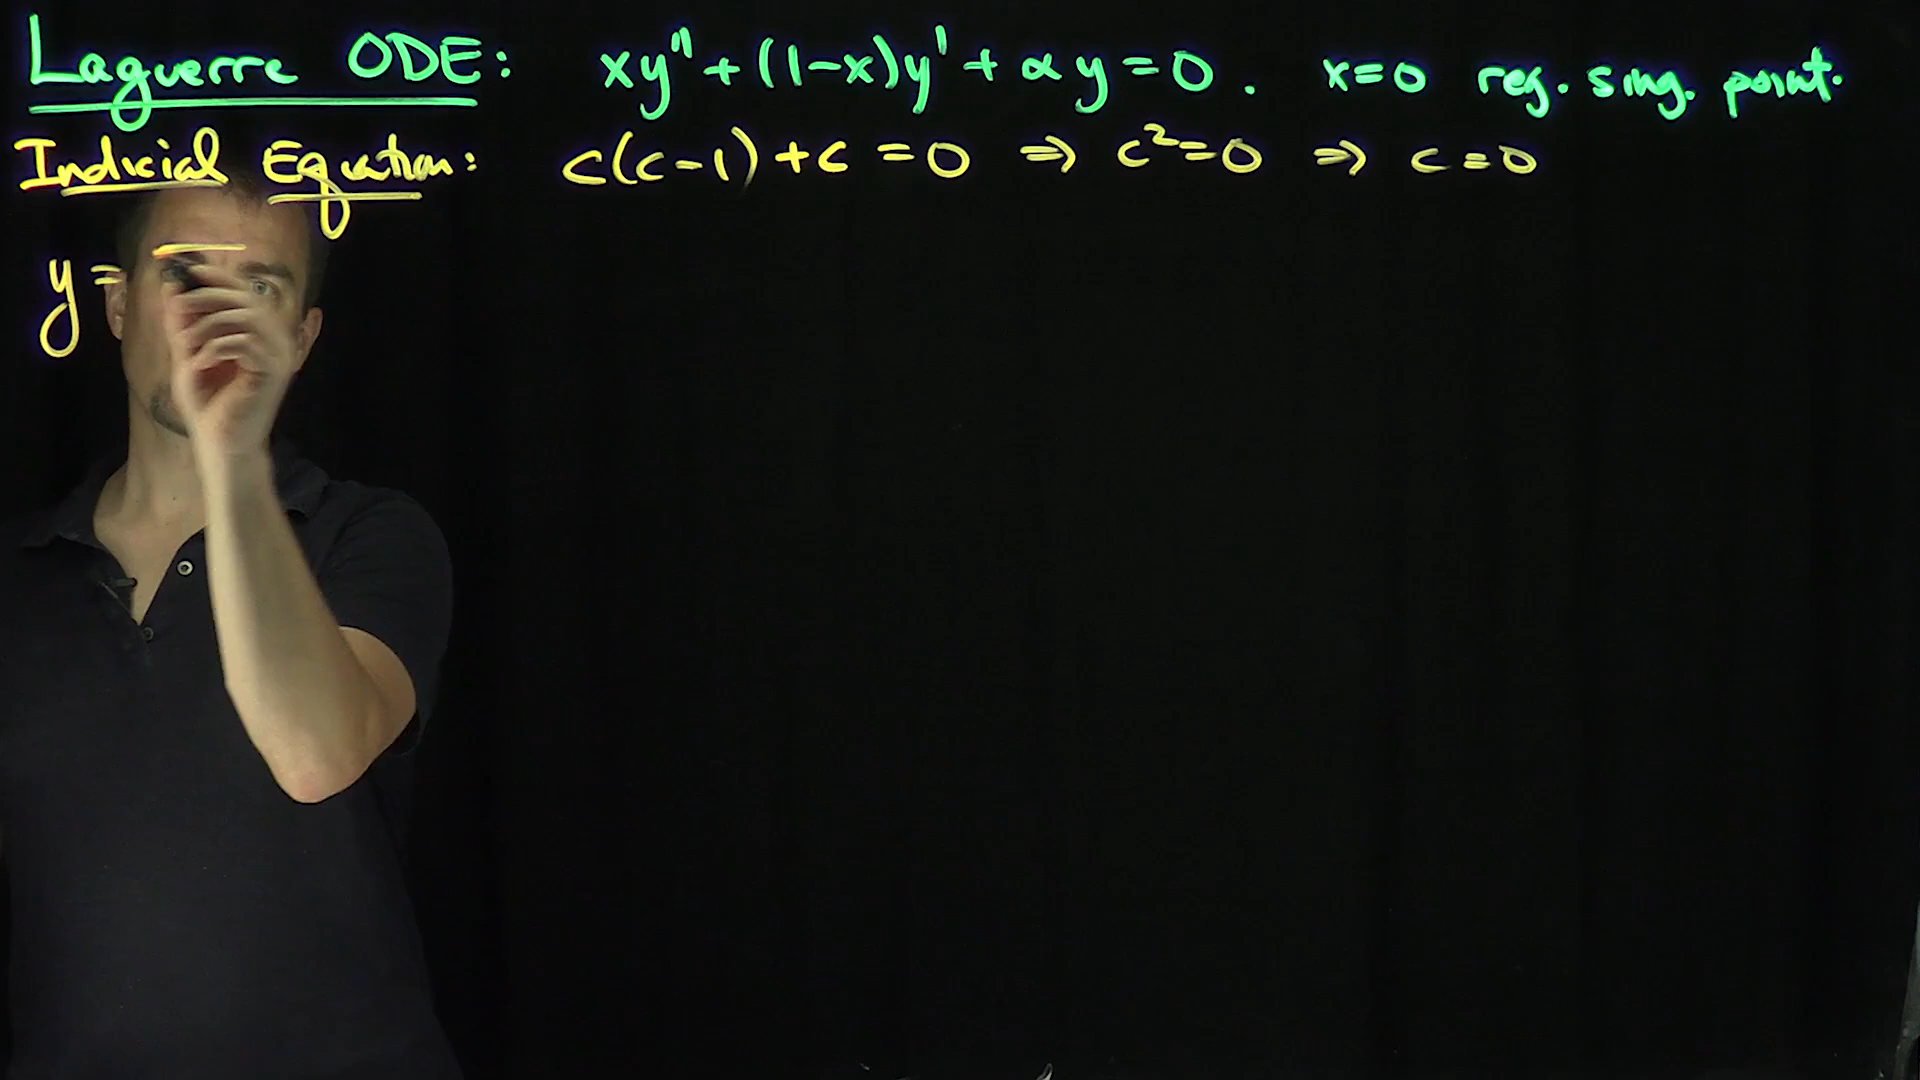 Laguerre ODE: xy"+(1-x)y'+αy=0. x=0 reg. sing. point.
Indicial Equation: c(c-1)+c=0 ⇒ c²=0 ⇒ c=0
y=